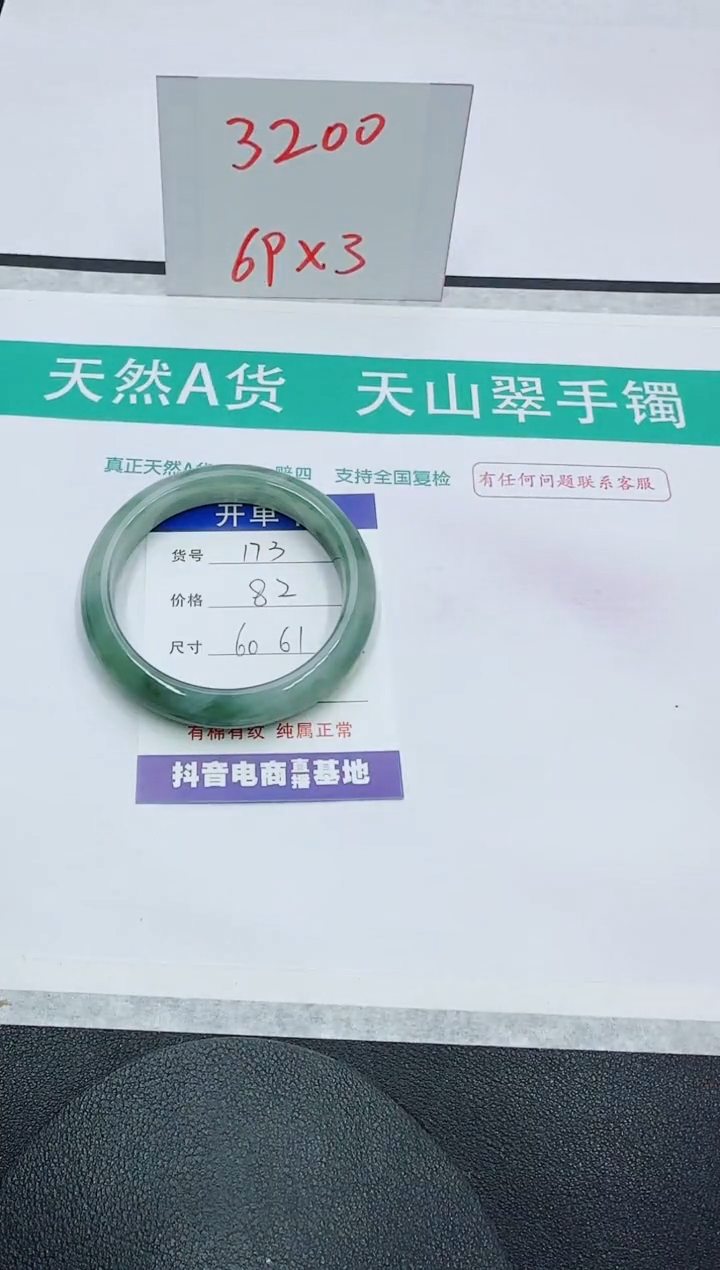 3200
6P×3
天然A货 天山翠手镯
真正天然A 赔四 支持全国复检
有任何问题联系客服
开单
货号 173
价格 82
尺寸 60 61
有棉有纹 纯属正常
抖音电商直播基地